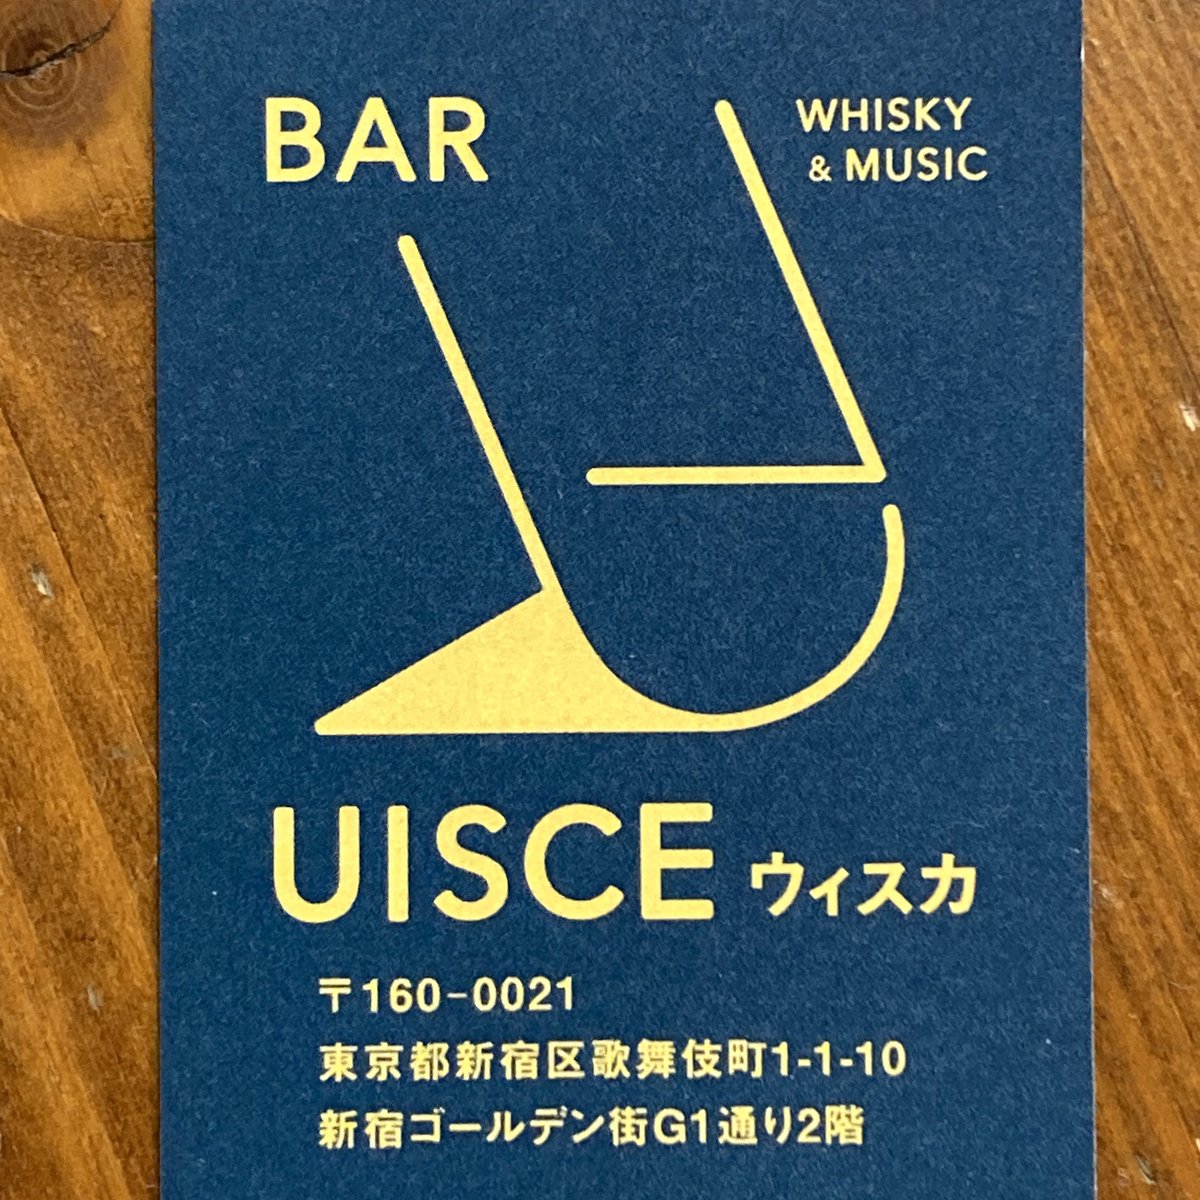 BAR
WHISKY
& MUSIC
UISCE ウィスカ
〒160-0021
東京都新宿区歌舞伎町1-1-10
新宿ゴールデン街G1通り2階